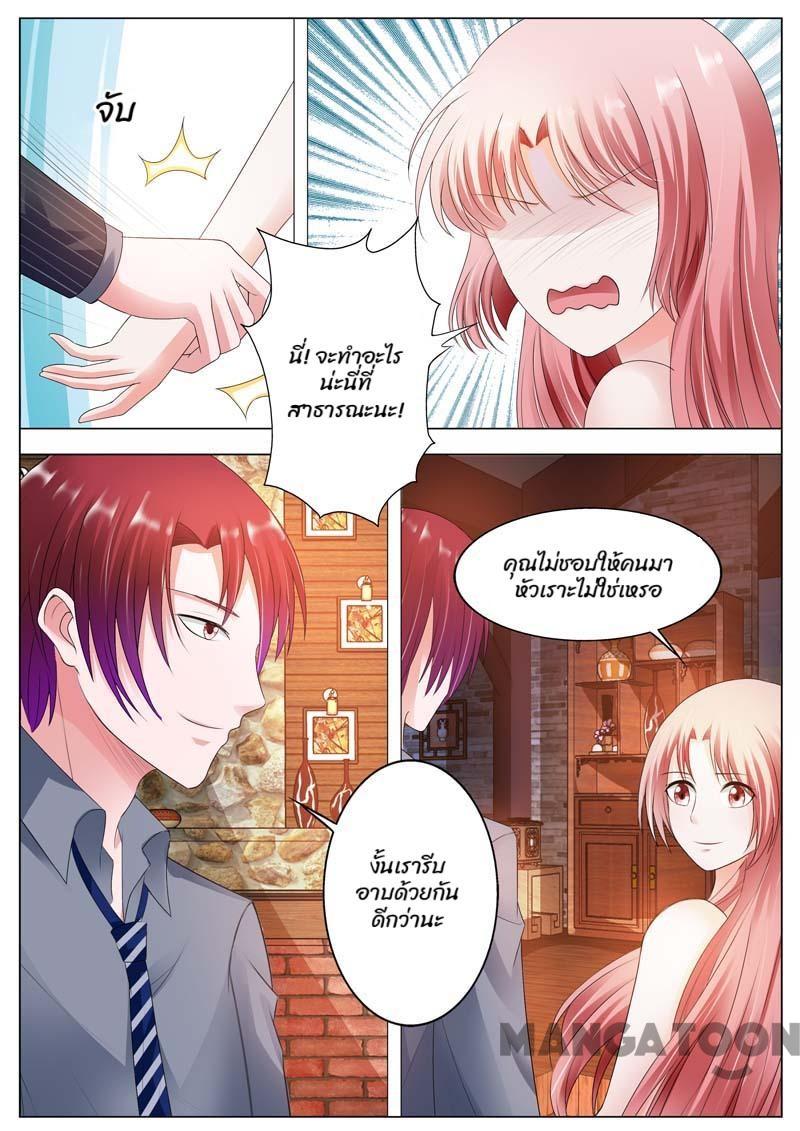 จับ
นี่! จะทำอะไร
น่ะนี่ที่
สาธารณะนะ!
คุณไม่ชอบให้คนมา
หัวเราะไม่ใช่เหรอ
งั้นเรารีบ
อาบด้วยกัน
ดีกว่านะ
MANGATOON